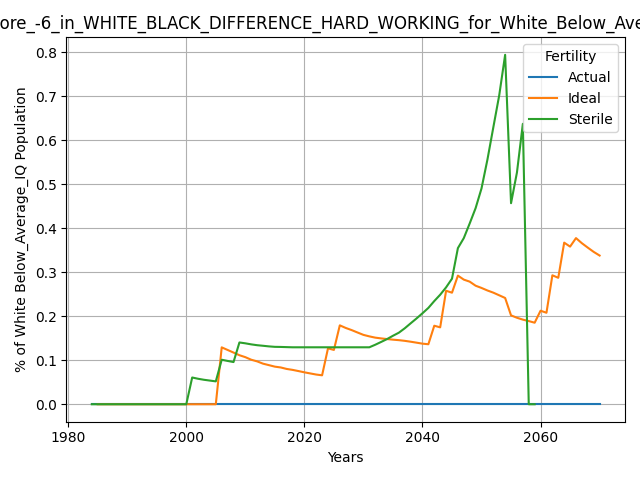 ore_-6_in_WHITE_BLACK_DIFFERENCE_HARD_WORKING_for_White_Below_Ave
0.8
0.7
0.6
0.5
0.4
0.3
0.2
0.1
0.0
% of White Below_Average_IQ Population
Fertility
Actual
Ideal
Sterile
1980
2000
2020
2040
2060
Years